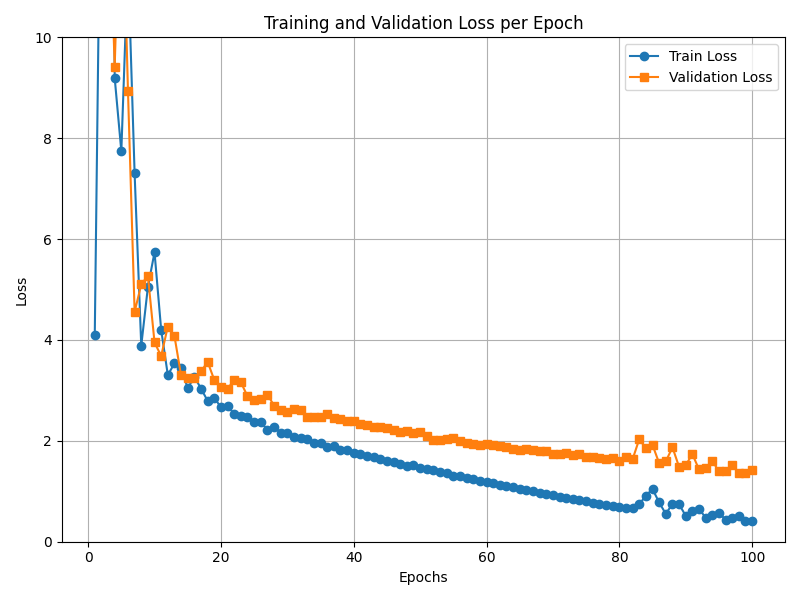 Training and Validation Loss per Epoch
Train Loss
Validation Loss
10
8
6
4
2
0
Loss
0 20 40 60 80 100
Epochs